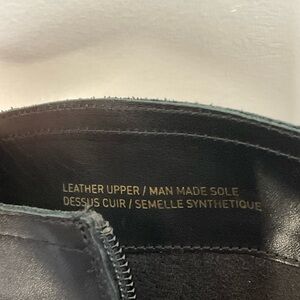 LEATHER UPPER / MAN MADE SOLE
DESSUS CUIR / SEMELLE SYNTHETIQUE